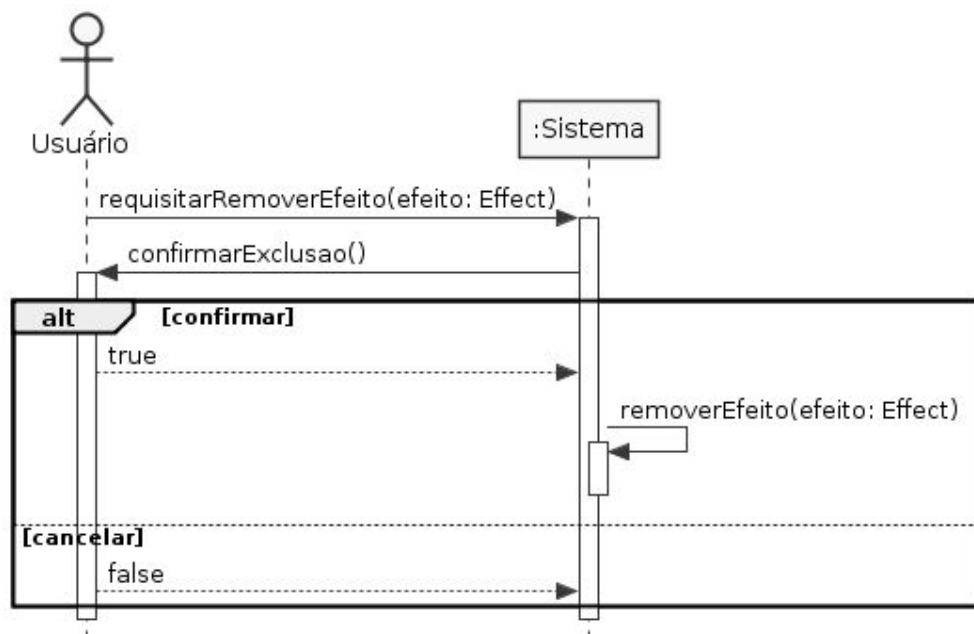 Usuário
:Sistema
requisitarRemoverEfeito(efeito: Effect)
confirmarExclusao()
alt [confirmar]
true
removerEfeito(efeito: Effect)
[cancelar]
false